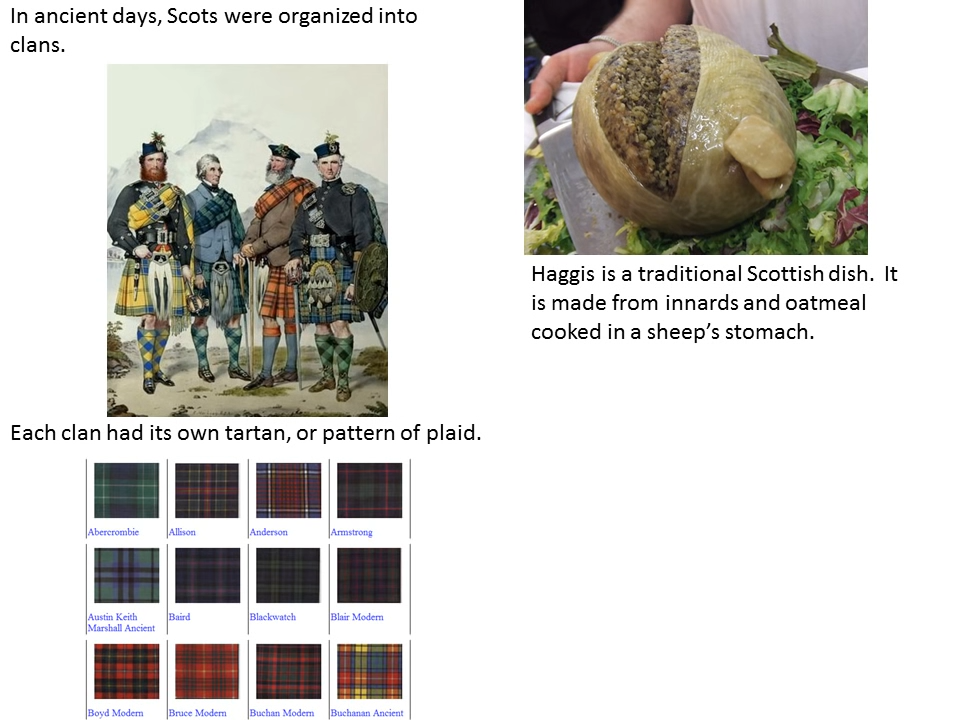 In ancient days, Scots were organized into
clans.
Haggis is a traditional Scottish dish.  It
is made from innards and oatmeal
cooked in a sheep's stomach.
Each clan had its own tartan, or pattern of plaid.
Abercrombie
Allison
Anderson
Armstrong
Austin Keith
Marshall Ancient
Baird
Blackwatch
Blair Modern
Boyd Modern
Bruce Modern
Buchan Modern
Buchanan Ancient